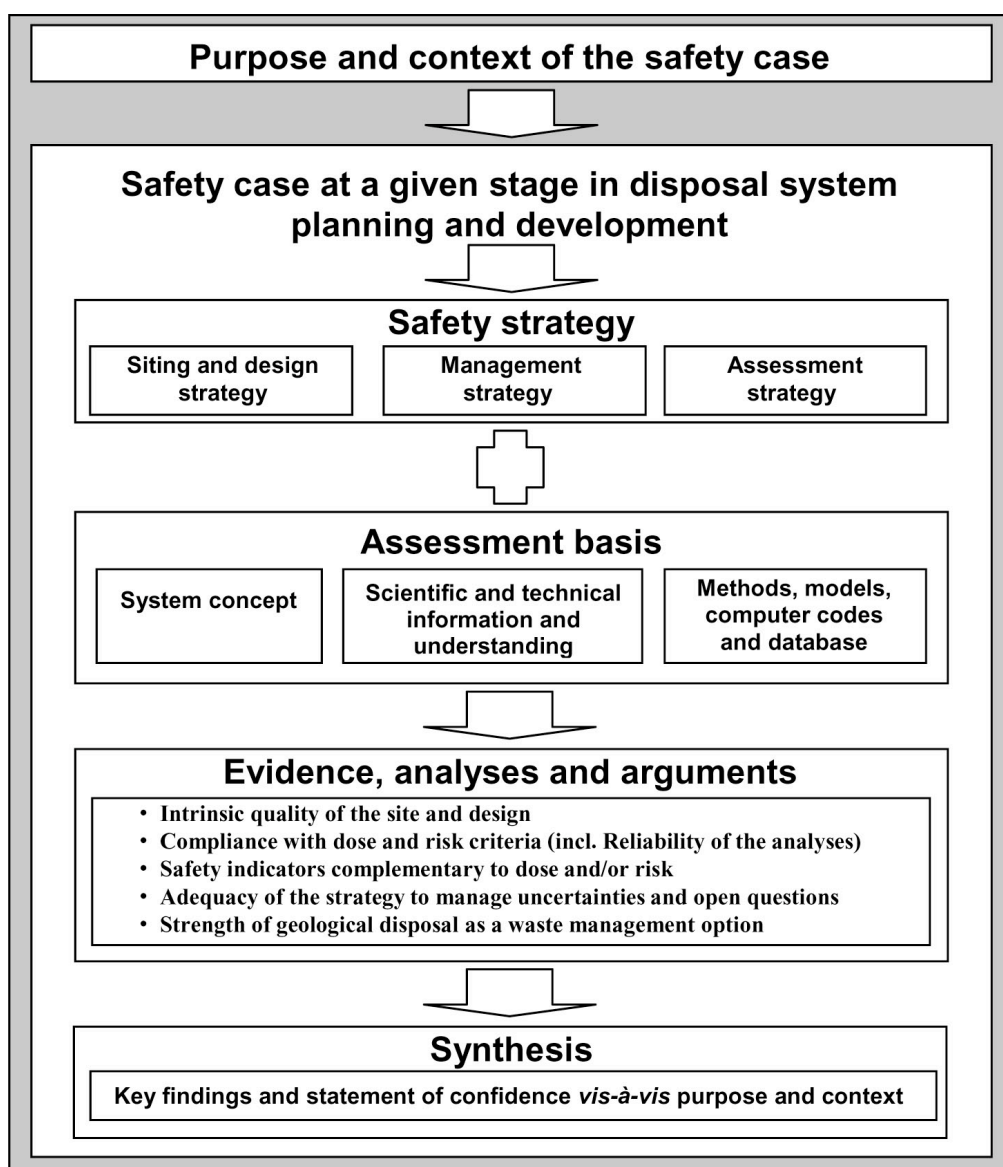 Purpose and context of the safety case
Safety case at a given stage in disposal system
planning and development
Safety strategy
Siting and design
strategy
Management
strategy
Assessment
strategy
Assessment basis
System concept
Scientific and technical
information and
understanding
Methods, models,
computer codes
and database
Evidence, analyses and arguments
• Intrinsic quality of the site and design
• Compliance with dose and risk criteria (incl. Reliability of the analyses)
• Safety indicators complementary to dose and/or risk
• Adequacy of the strategy to manage uncertainties and open questions
• Strength of geological disposal as a waste management option
Synthesis
Key findings and statement of confidence vis-à-vis purpose and context